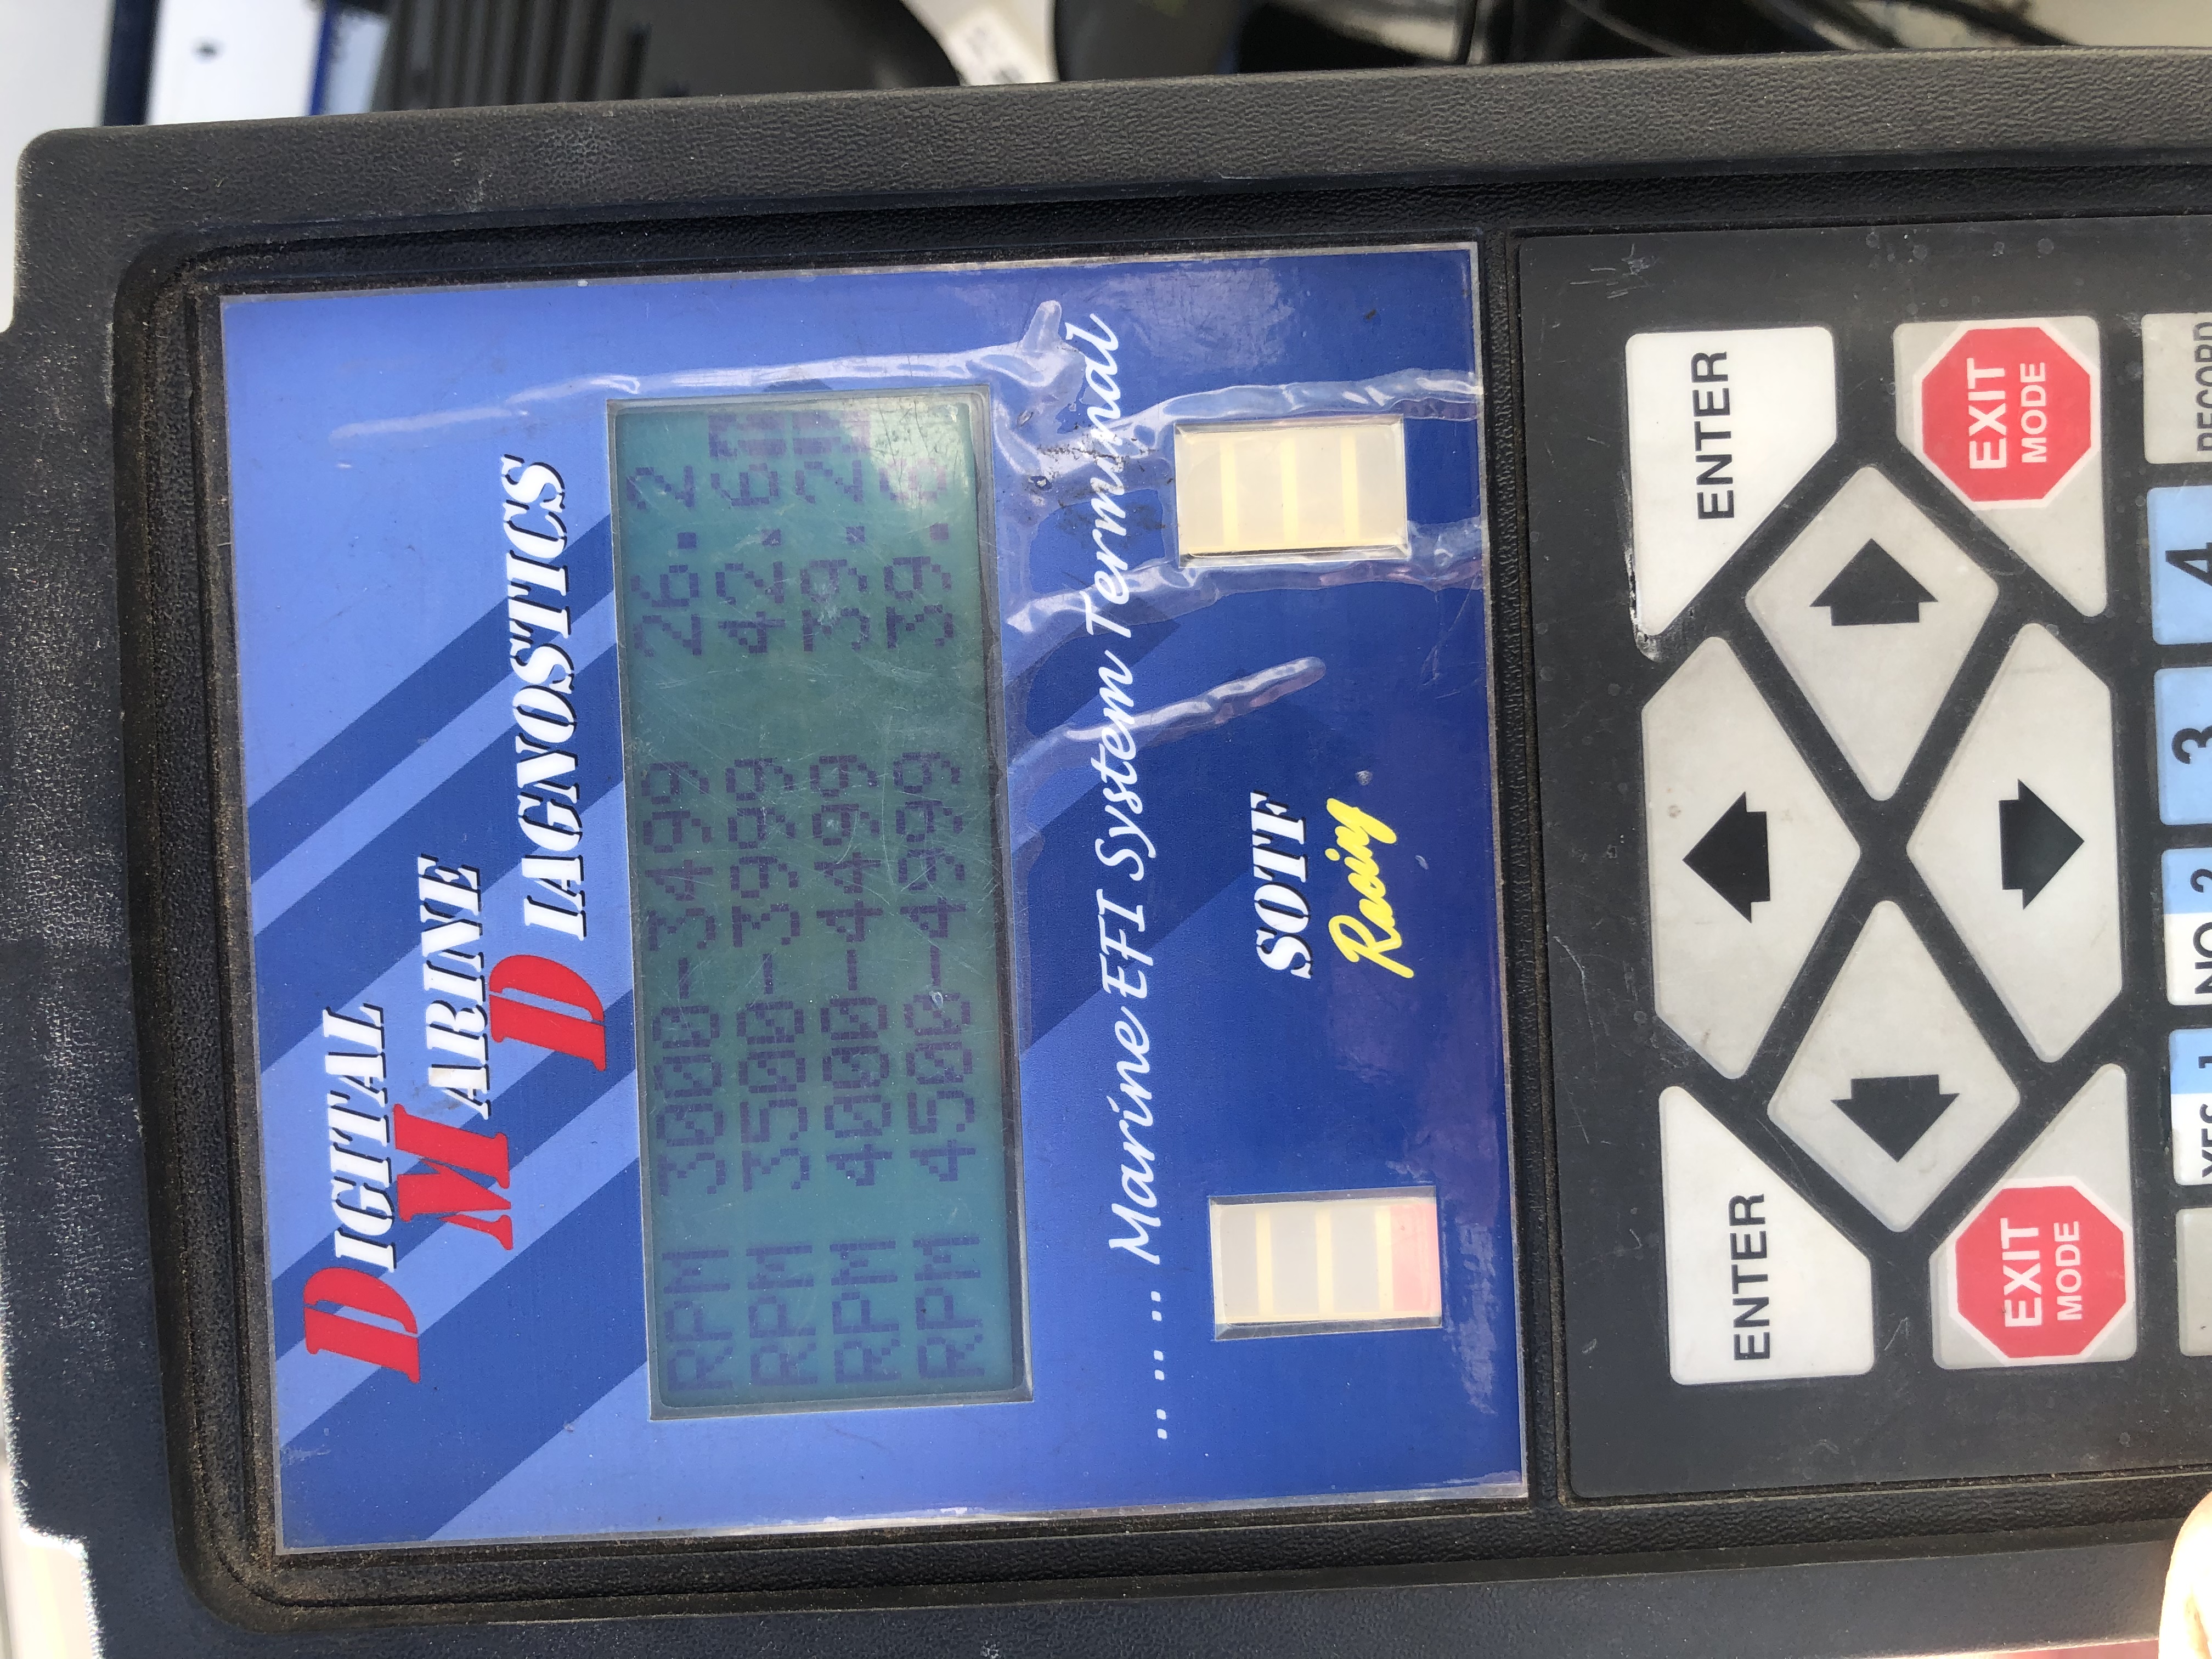 DIGITAL
MARINE
DIAGNOSTICS
RPM 3000-3499 26.2
RPM 3500-3999 42.6
RPM 4000-4499 39.2
RPM 4500-4999 39.
.. .. .. Marine EFI System Terminal
SOTF
Racing
ENTER ENTER
EXIT MODE EXIT MODE
YES 1 NO 2 3 4 RECORD